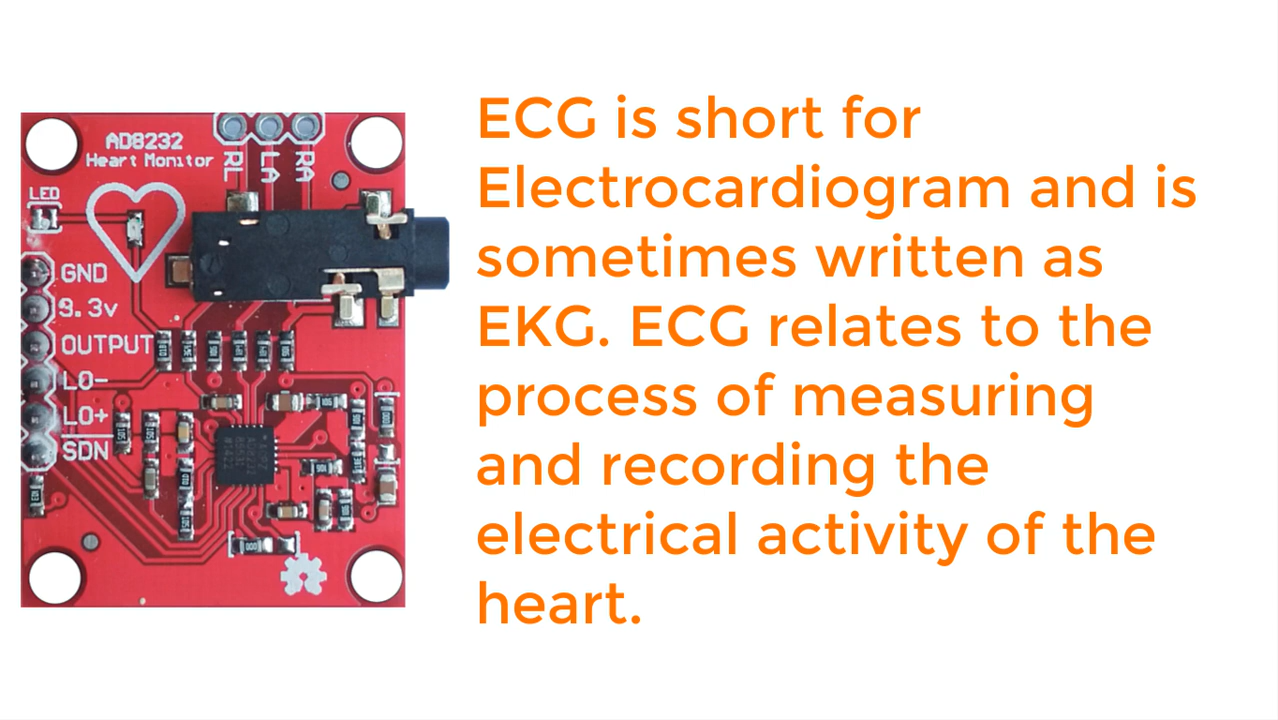 AD8232
Heart Monitor
RL
LA
RA
LED
GND
3.3v
OUTPUT
LO-
LO+
SDN
ECG is short for
Electrocardiogram and is
sometimes written as
EKG. ECG relates to the
process of measuring
and recording the
electrical activity of the
heart.